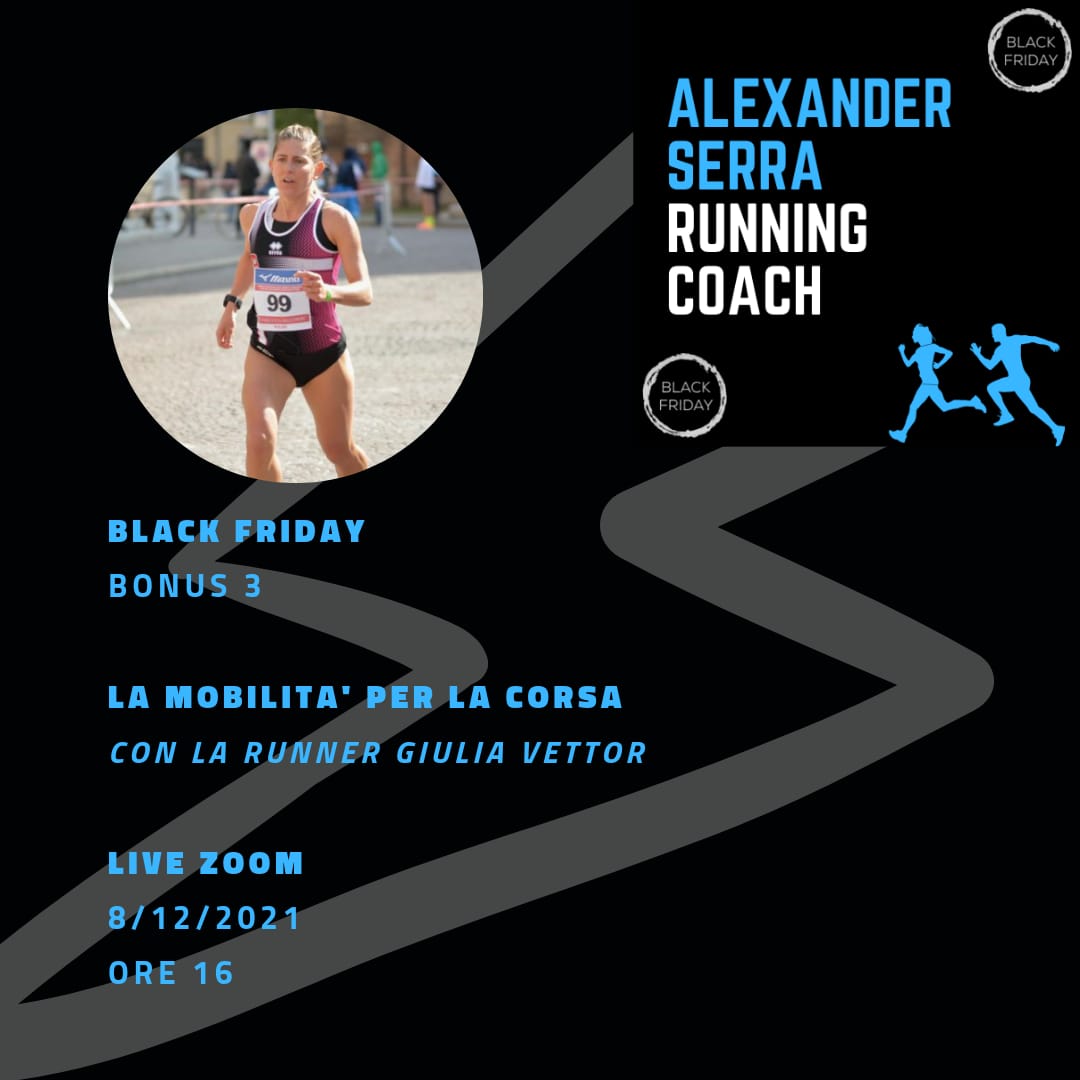 BLACK
FRIDAY
ALEXANDER
SERRA
RUNNING
COACH
BLACK
FRIDAY
99
BLACK FRIDAY
BONUS 3
LA MOBILITA' PER LA CORSA
CON LA RUNNER GIULIA VETTOR
LIVE ZOOM
8/12/2021
ORE 16